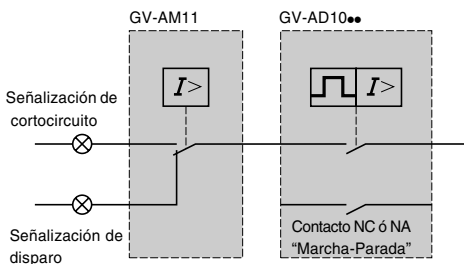 GV-AM11
GV-AD10●●
I>
I>
Señalización de
cortocircuito
Señalización de
disparo
Contacto NC ó NA
“Marcha-Parada”